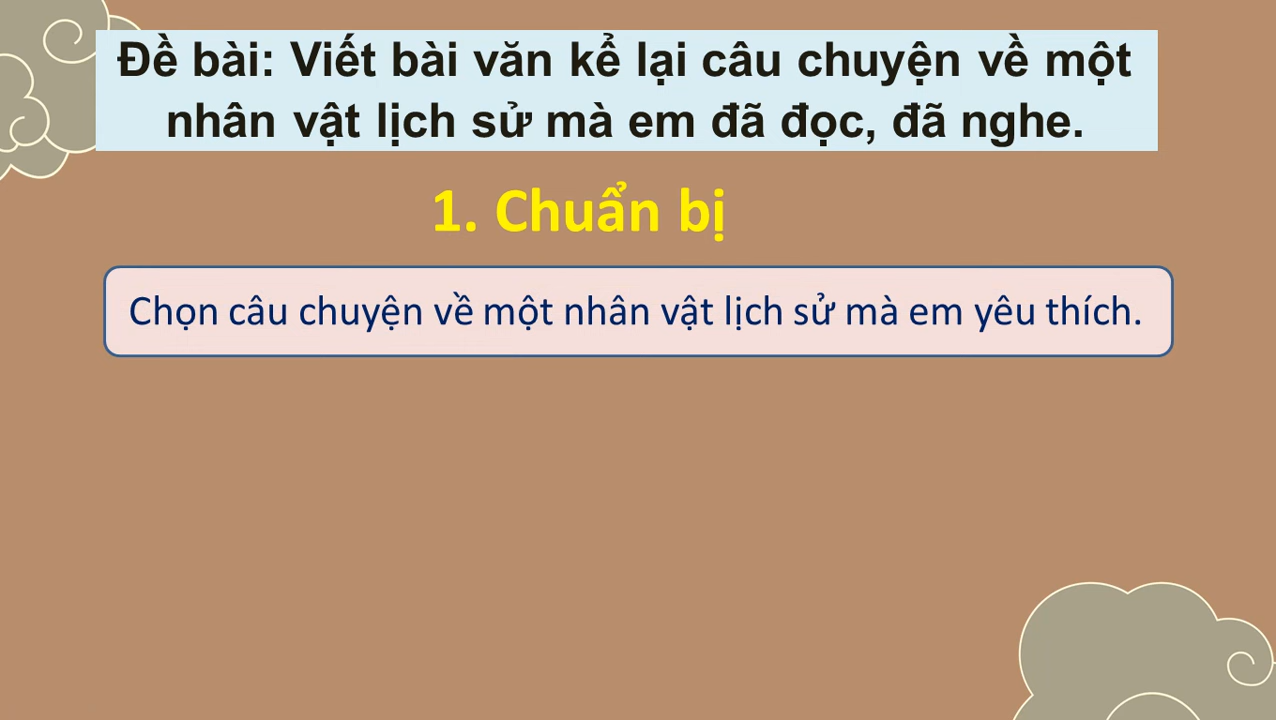 Đề bài: Viết bài văn kể lại câu chuyện về một
nhân vật lịch sử mà em đã đọc, đã nghe.
1. Chuẩn bị
Chọn câu chuyện về một nhân vật lịch sử mà em yêu thích.